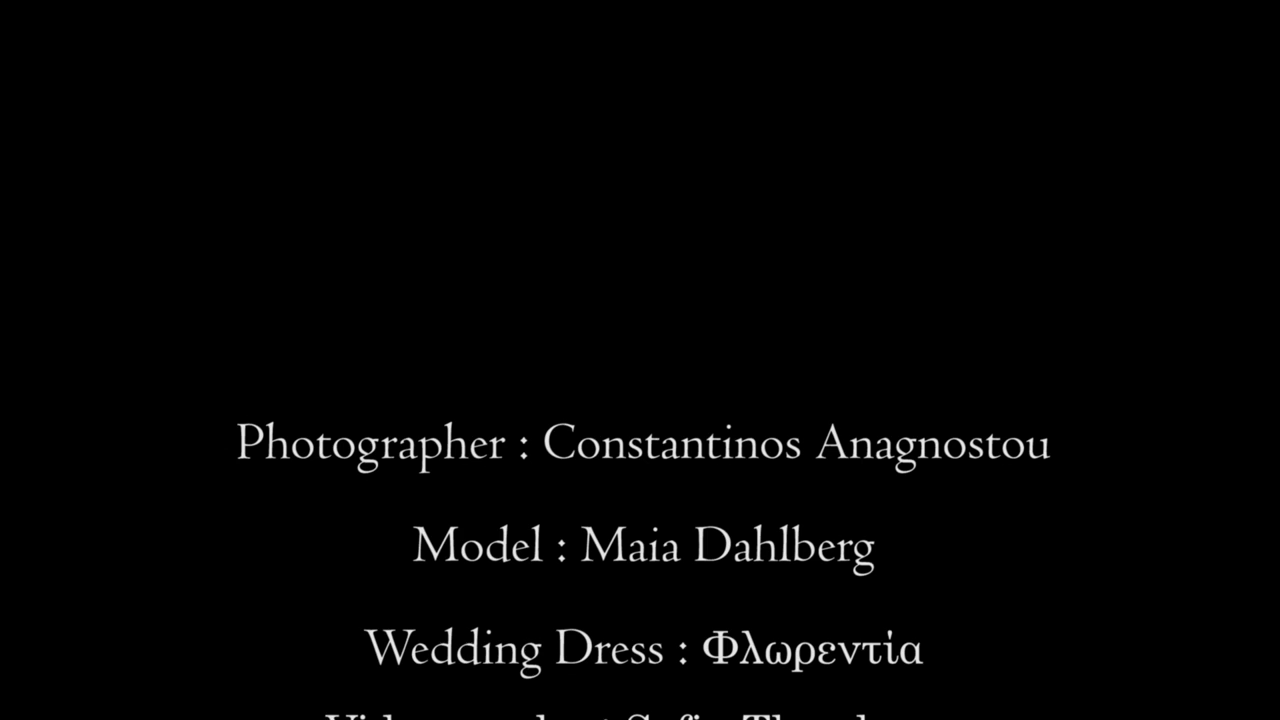 Photographer : Constantinos Anagnostou
Model : Maia Dahlberg
Wedding Dress : Φλωρεντία